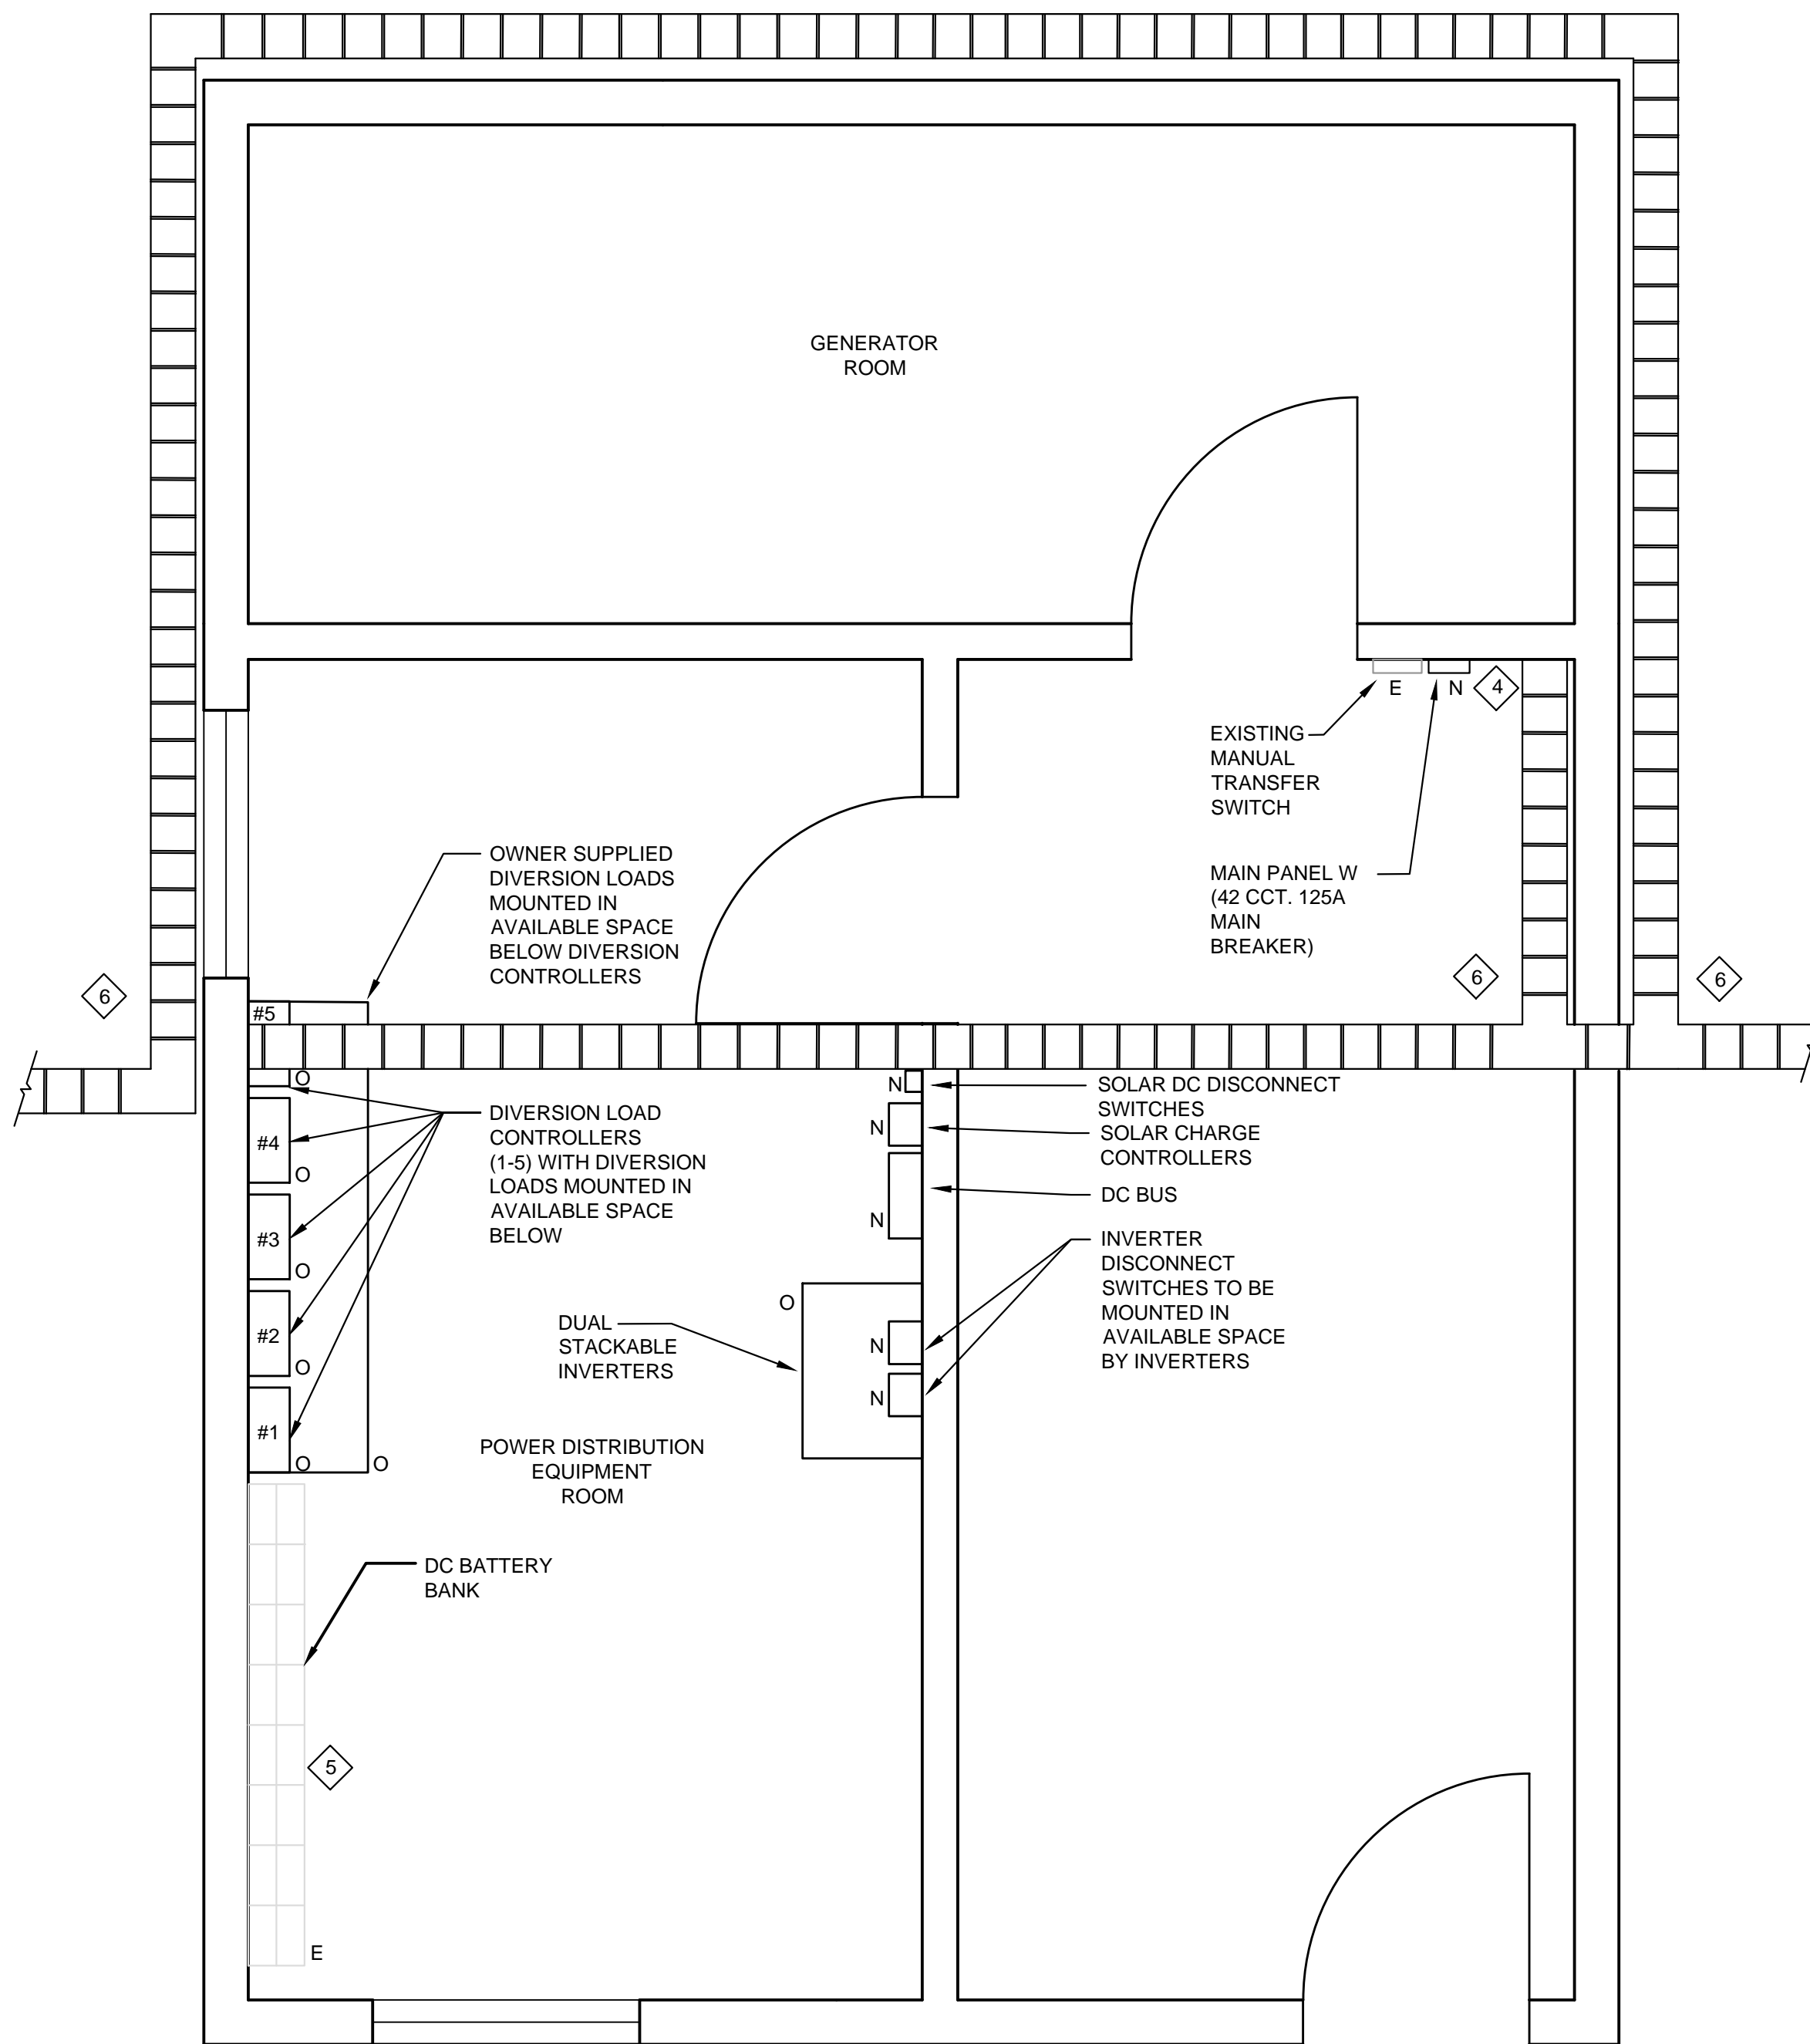 GENERATOR
ROOM
E
N
4
EXISTING
MANUAL
TRANSFER
SWITCH
MAIN PANEL W
(42 CCT. 125A
MAIN
BREAKER)
OWNER SUPPLIED
DIVERSION LOADS
MOUNTED IN
AVAILABLE SPACE
BELOW DIVERSION
CONTROLLERS
6
6
6
#5
O
#4
O
#3
O
#2
O
#1
O
O
DIVERSION LOAD
CONTROLLERS
(1-5) WITH DIVERSION
LOADS MOUNTED IN
AVAILABLE SPACE
BELOW
N
SOLAR DC DISCONNECT
SWITCHES
N
SOLAR CHARGE
CONTROLLERS
N
DC BUS
INVERTER
DISCONNECT
SWITCHES TO BE
MOUNTED IN
AVAILABLE SPACE
BY INVERTERS
O
N
N
DUAL
STACKABLE
INVERTERS
POWER DISTRIBUTION
EQUIPMENT
ROOM
DC BATTERY
BANK
5
E